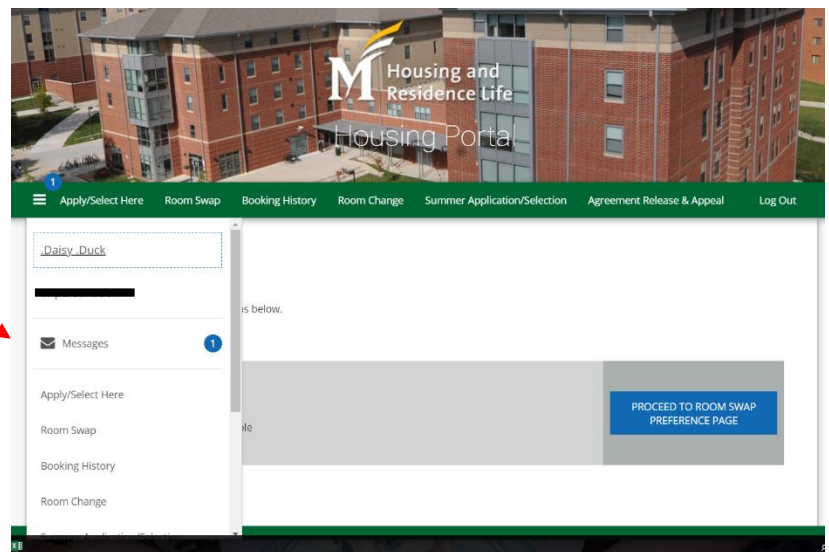 M Housing and
Residence Life
Housing Portal
1
Apply/Select Here Room Swap Booking History Room Change Summer Application/Selection Agreement Release & Appeal Log Out
.Daisy .Duck
is below.
Messages 1
Apply/Select Here
PROCEED TO ROOM SWAP
PREFERENCE PAGE
Room Swap
Booking History
Room Change